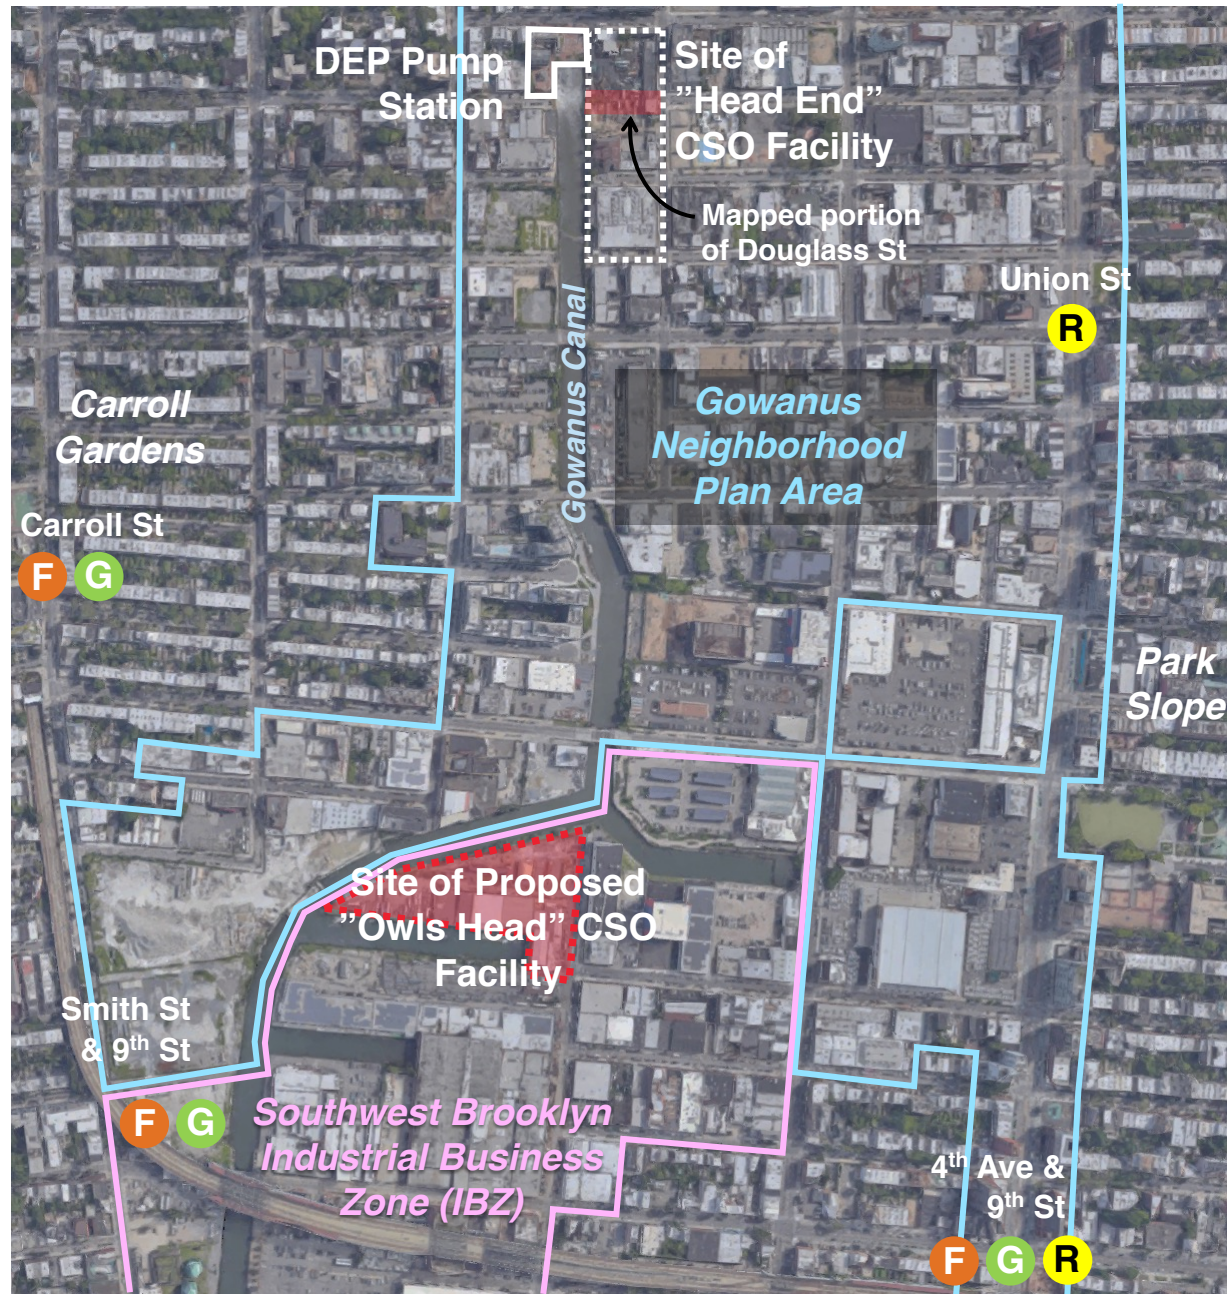 DEP Pump
Station
Site of
”Head End”
CSO Facility
Mapped portion
of Douglass St
Union St
R
Gowanus Canal
Carroll
Gardens
Gowanus
Neighborhood
Plan Area
Carroll St
F G
Park
Slope
Site of Proposed
”Owls Head” CSO
Facility
Smith St
& 9th St
F G
Southwest Brooklyn
Industrial Business
Zone (IBZ)
4th Ave &
9th St
F G R